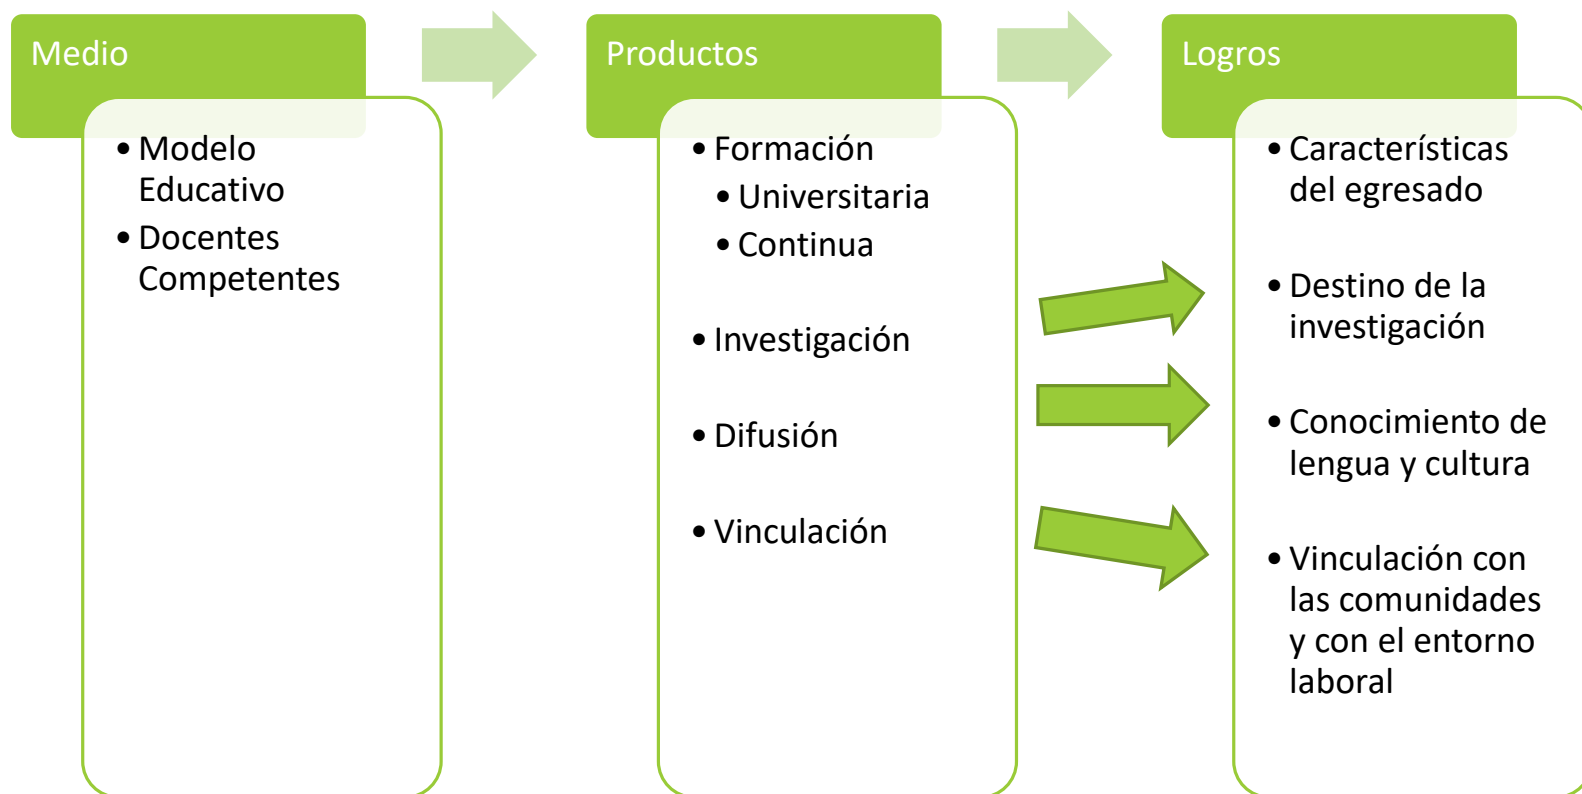 Medio
• Modelo
Educativo
• Docentes
Competentes
Productos
• Formación
• Universitaria
• Continua
• Investigación
• Difusión
• Vinculación
Logros
• Características
del egresado
• Destino de la
investigación
• Conocimiento de
lengua y cultura
• Vinculación con
las comunidades
y con el entorno
laboral